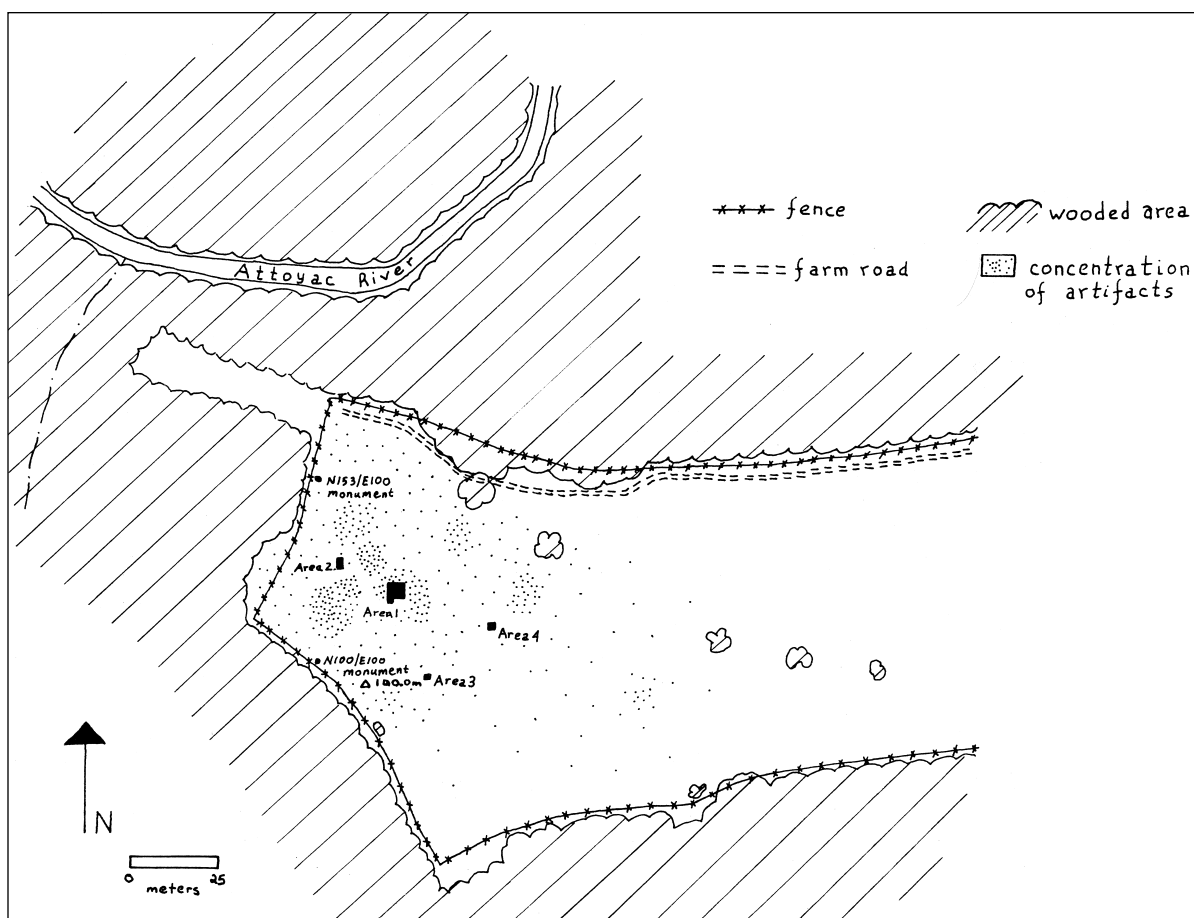 Attoyac River
fence
wooded area
farm road
concentration
of artifacts
N153/E100
monument
Area 2
Area 1
Area 4
N100/E100
monument
△ 100.0m
Area 3
N
0 25
meters